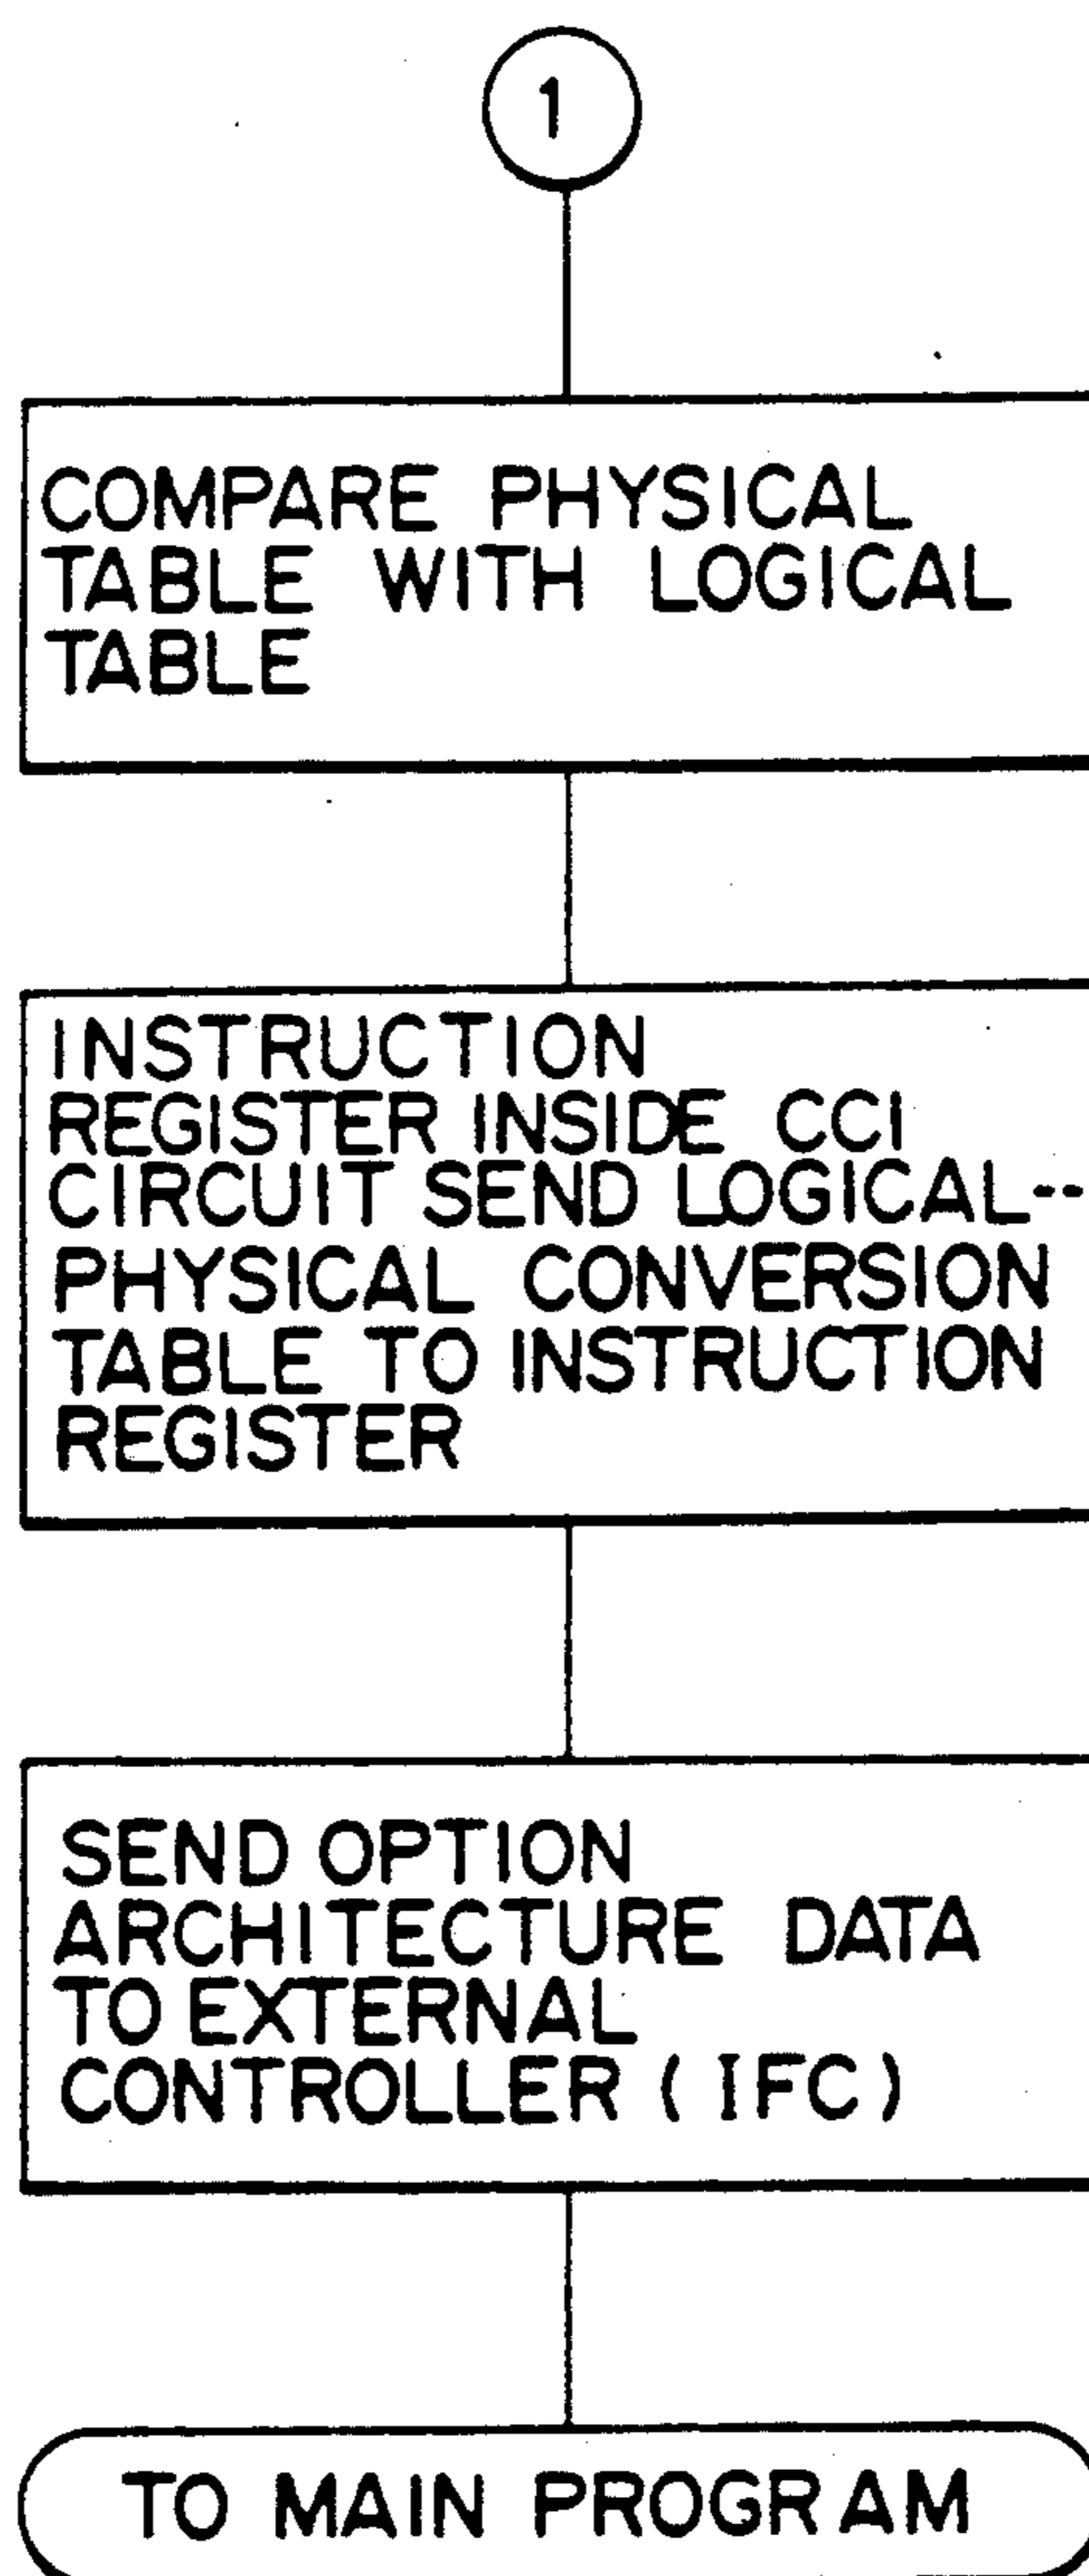 1
COMPARE PHYSICAL
TABLE WITH LOGICAL
TABLE
INSTRUCTION
REGISTER INSIDE CCI
CIRCUIT SEND LOGICAL--
PHYSICAL CONVERSION
TABLE TO INSTRUCTION
REGISTER
SEND OPTION
ARCHITECTURE DATA
TO EXTERNAL
CONTROLLER (IFC)
TO MAIN PROGRAM